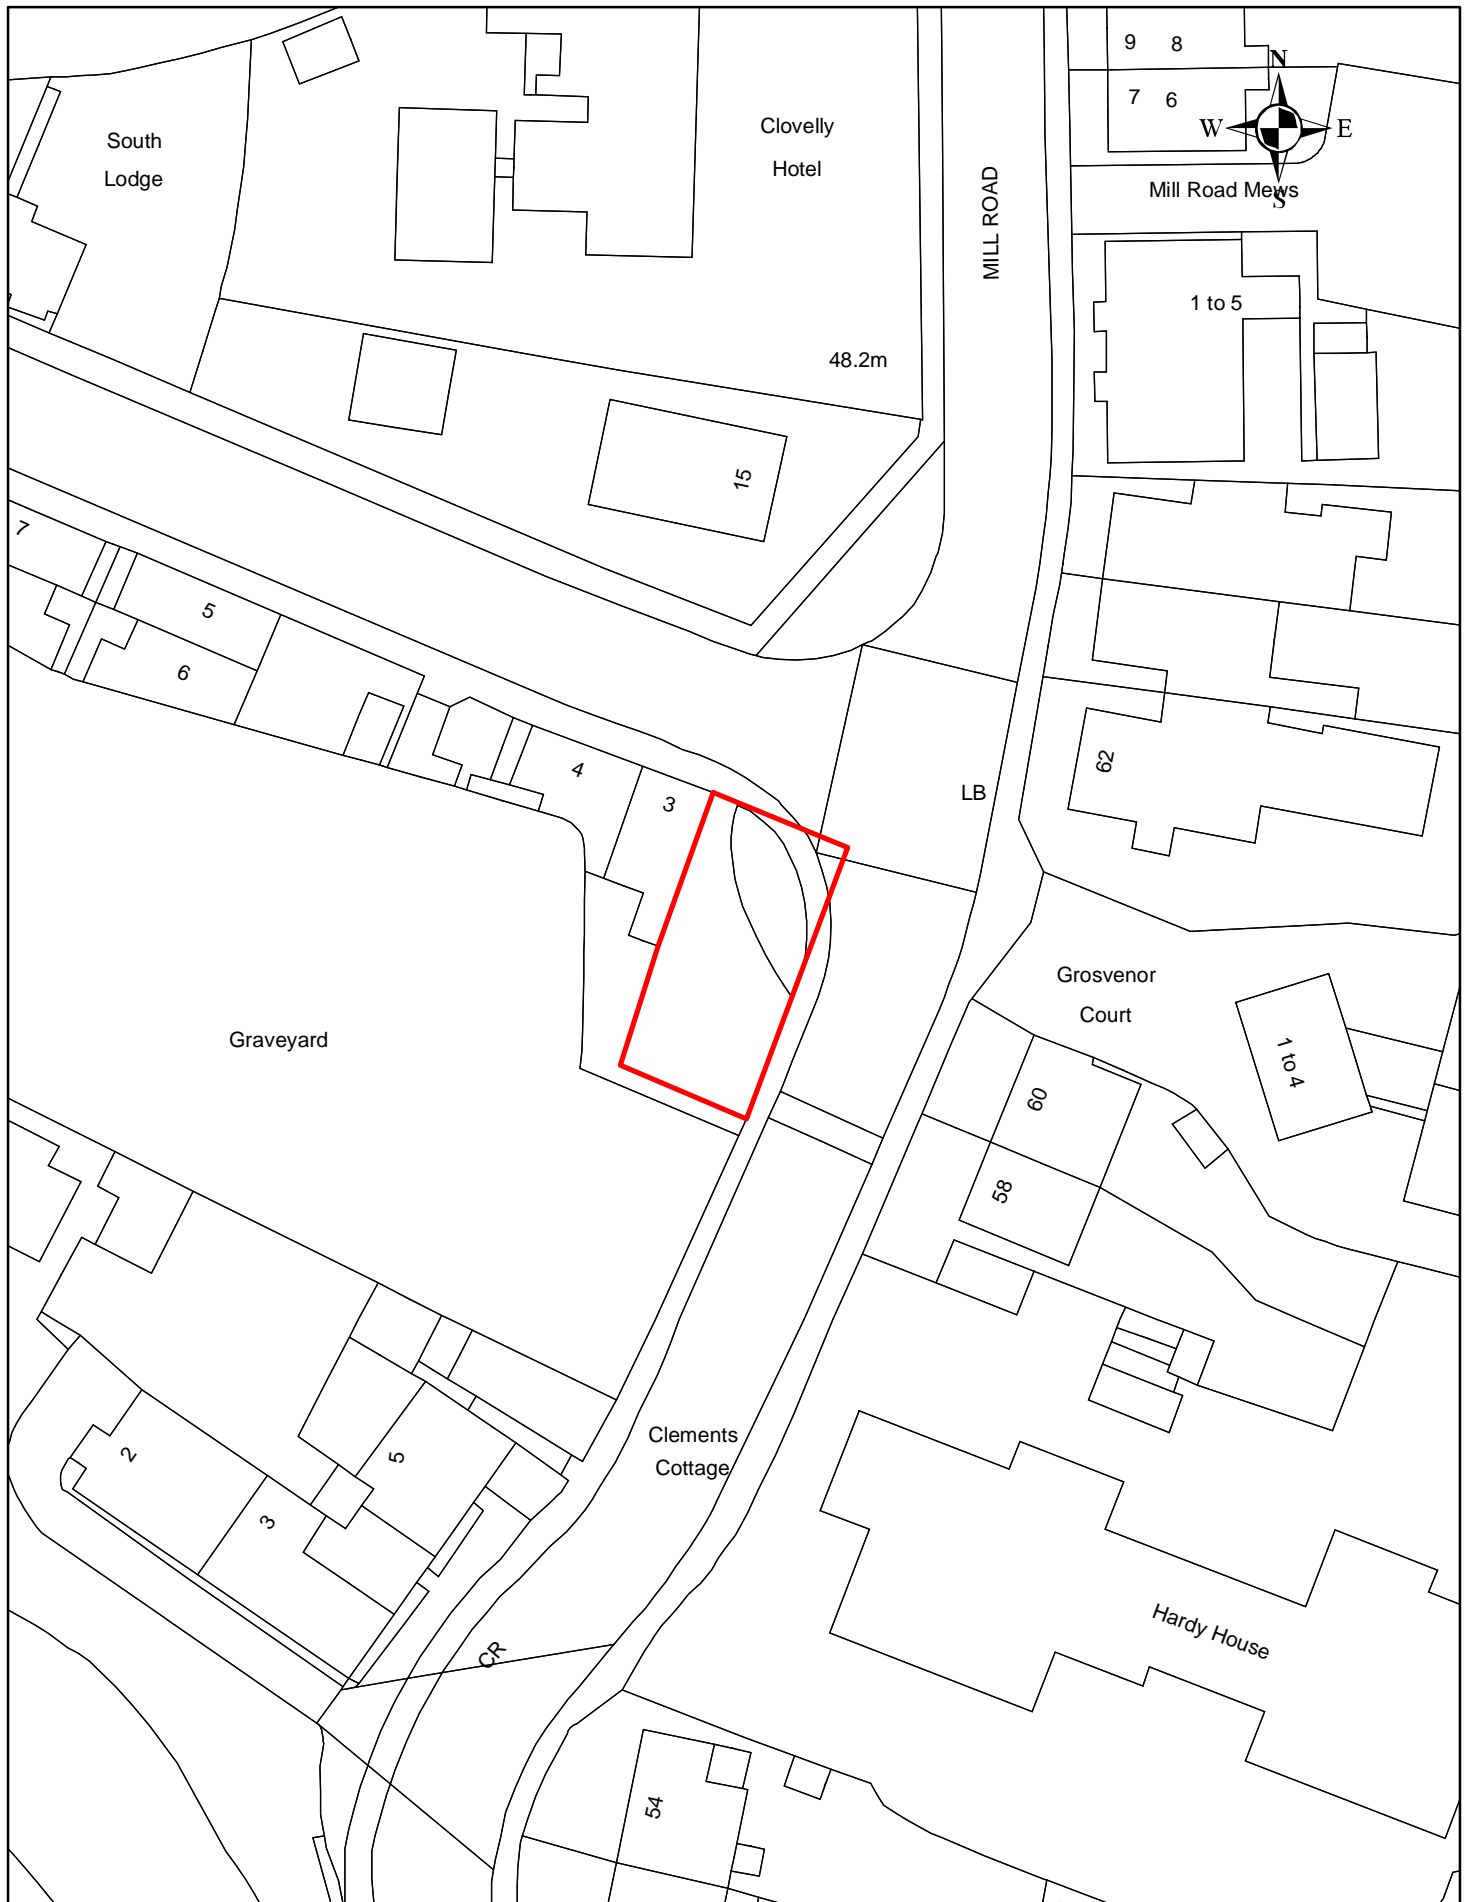 9 8
N
7 6
Clovelly
W E
South
Hotel
Lodge
Mill Road Mews
S
MILL ROAD
1 to 5
48.2m
15
7
5
6
62
4
LB
3
Grosvenor
Court
Graveyard
1 to 4
60
58
Clements
Cottage
2
5
3
Hardy House
CR
54